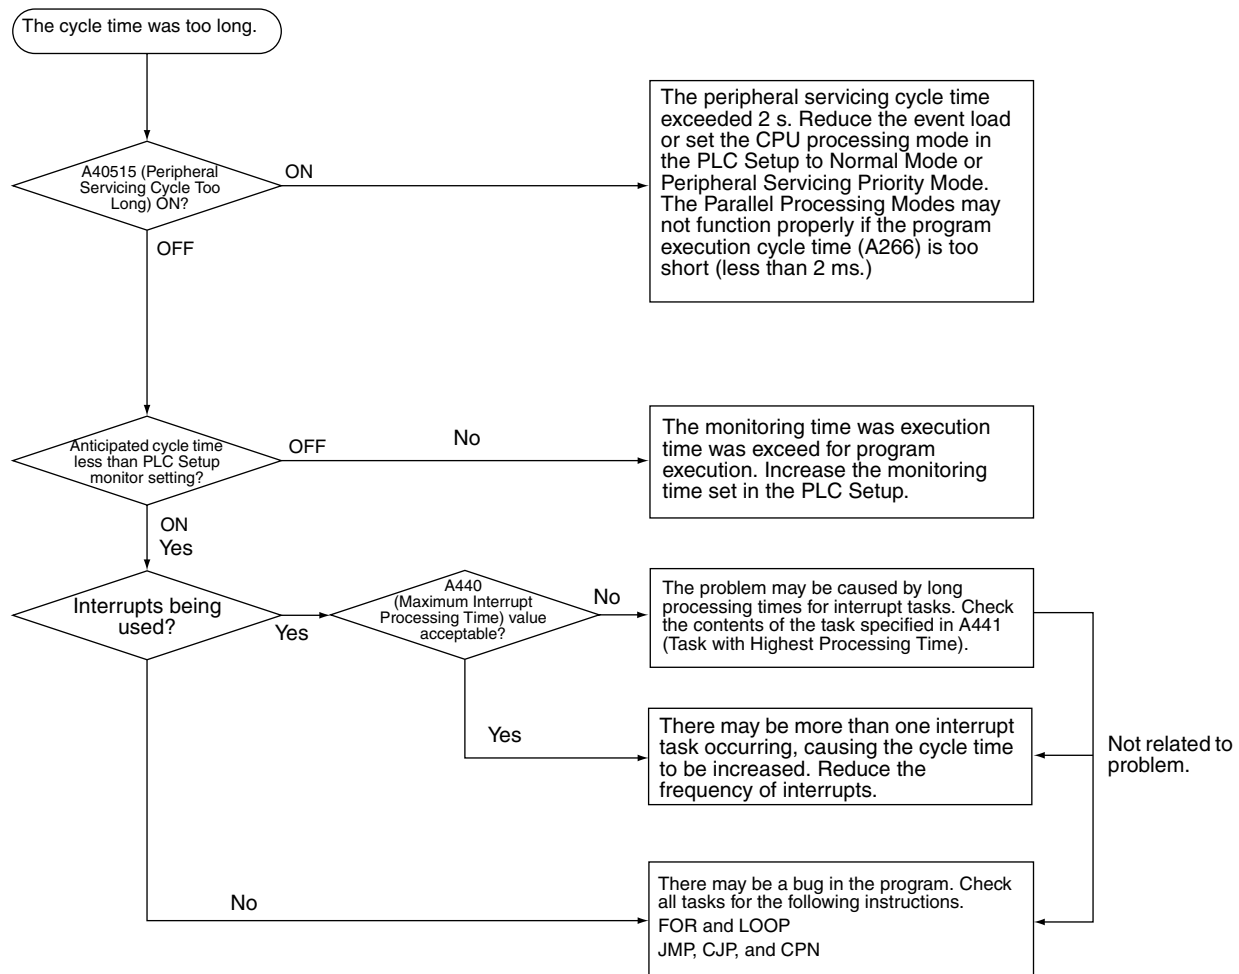 The cycle time was too long.
A40515 (Peripheral
Servicing Cycle Too
Long) ON?
ON
OFF
The peripheral servicing cycle time
exceeded 2 s. Reduce the event load
or set the CPU processing mode in
the PLC Setup to Normal Mode or
Peripheral Servicing Priority Mode.
The Parallel Processing Modes may
not function properly if the program
execution cycle time (A266) is too
short (less than 2 ms.)
Anticipated cycle time
less than PLC Setup
monitor setting?
OFF
No
ON
Yes
The monitoring time was execution
time was exceed for program
execution. Increase the monitoring
time set in the PLC Setup.
Interrupts being
used?
Yes
A440
(Maximum Interrupt
Processing Time) value
acceptable?
No
The problem may be caused by long
processing times for interrupt tasks. Check
the contents of the task specified in A441
(Task with Highest Processing Time).
Yes
There may be more than one interrupt
task occurring, causing the cycle time
to be increased. Reduce the
frequency of interrupts.
Not related to
problem.
No
There may be a bug in the program. Check
all tasks for the following instructions.
FOR and LOOP
JMP, CJP, and CPN